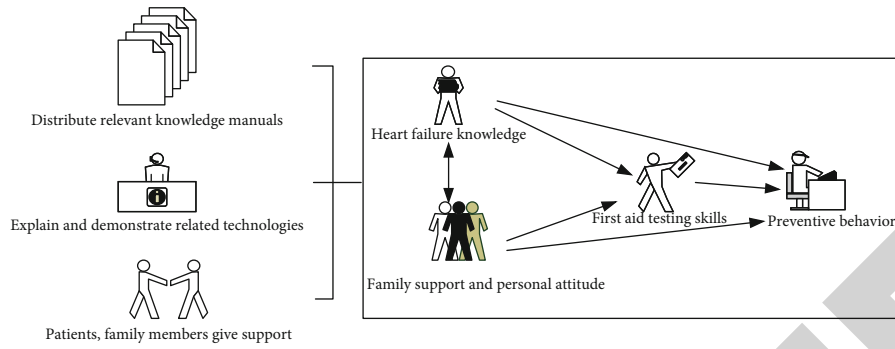 Distribute relevant knowledge manuals
Explain and demonstrate related technologies
Patients, family members give support
Heart failure knowledge
Family support and personal attitude
First aid testing skills
Preventive behavior